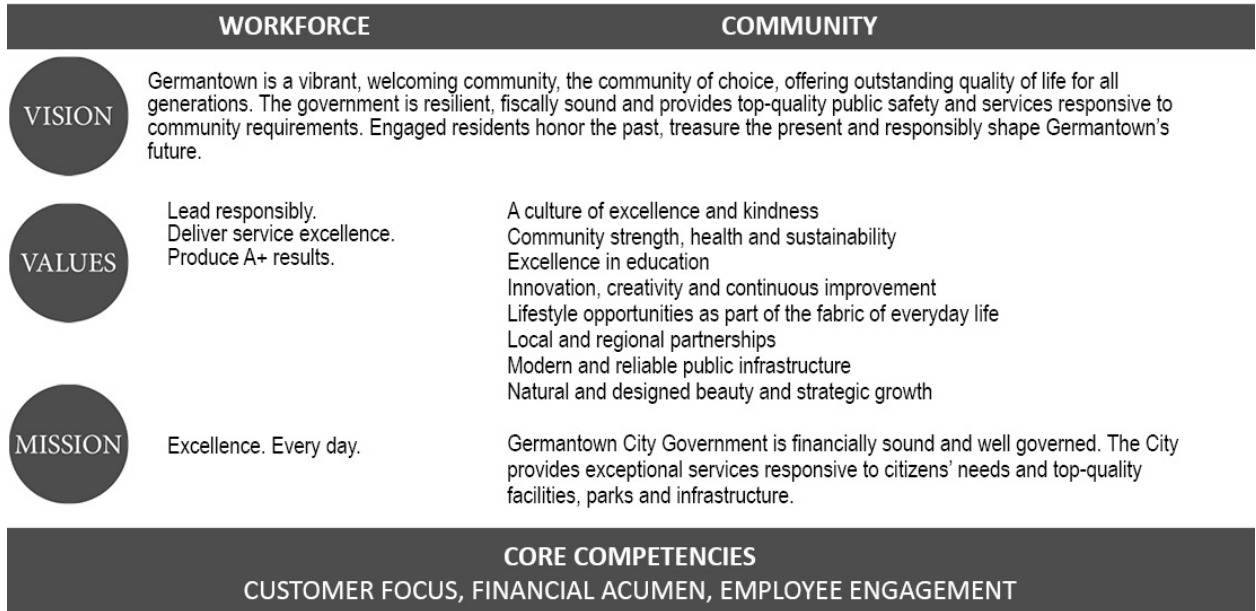 WORKFORCE COMMUNITY
VISION
Germantown is a vibrant, welcoming community, the community of choice, offering outstanding quality of life for all
generations. The government is resilient, fiscally sound and provides top-quality public safety and services responsive to
community requirements. Engaged residents honor the past, treasure the present and responsibly shape Germantown's
future.
VALUES
Lead responsibly.
Deliver service excellence.
Produce A+ results.
A culture of excellence and kindness
Community strength, health and sustainability
Excellence in education
Innovation, creativity and continuous improvement
Lifestyle opportunities as part of the fabric of everyday life
Local and regional partnerships
Modern and reliable public infrastructure
Natural and designed beauty and strategic growth
MISSION
Excellence. Every day.
Germantown City Government is financially sound and well governed. The City
provides exceptional services responsive to citizens' needs and top-quality
facilities, parks and infrastructure.
CORE COMPETENCIES
CUSTOMER FOCUS, FINANCIAL ACUMEN, EMPLOYEE ENGAGEMENT